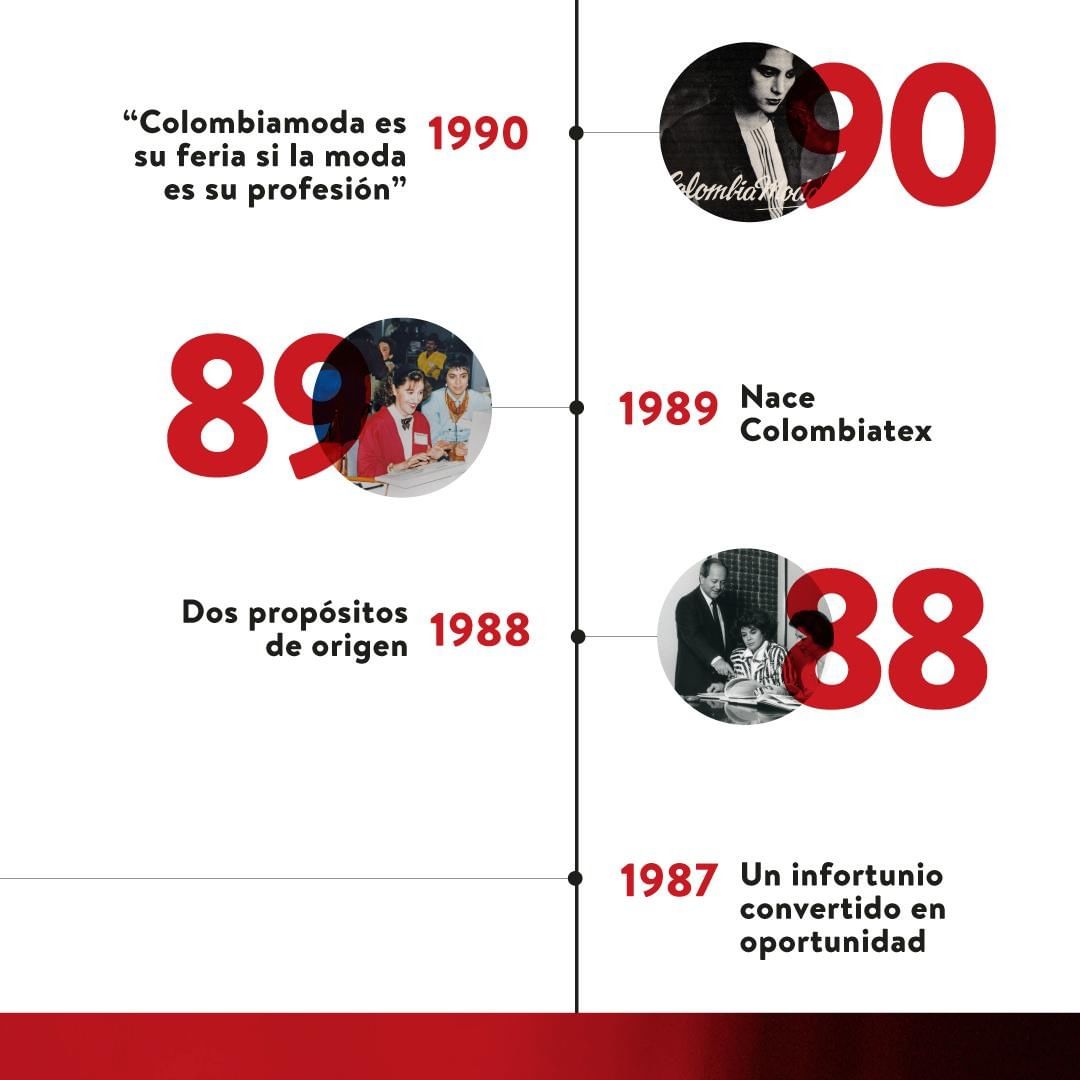 “Colombiamoda es
su feria si la moda
es su profesión”
1990
ColombiaModa
90
89
1989
Nace
Colombiatex
Dos propósitos
de origen
1988
88
1987
Un infortunio
convertido en
oportunidad